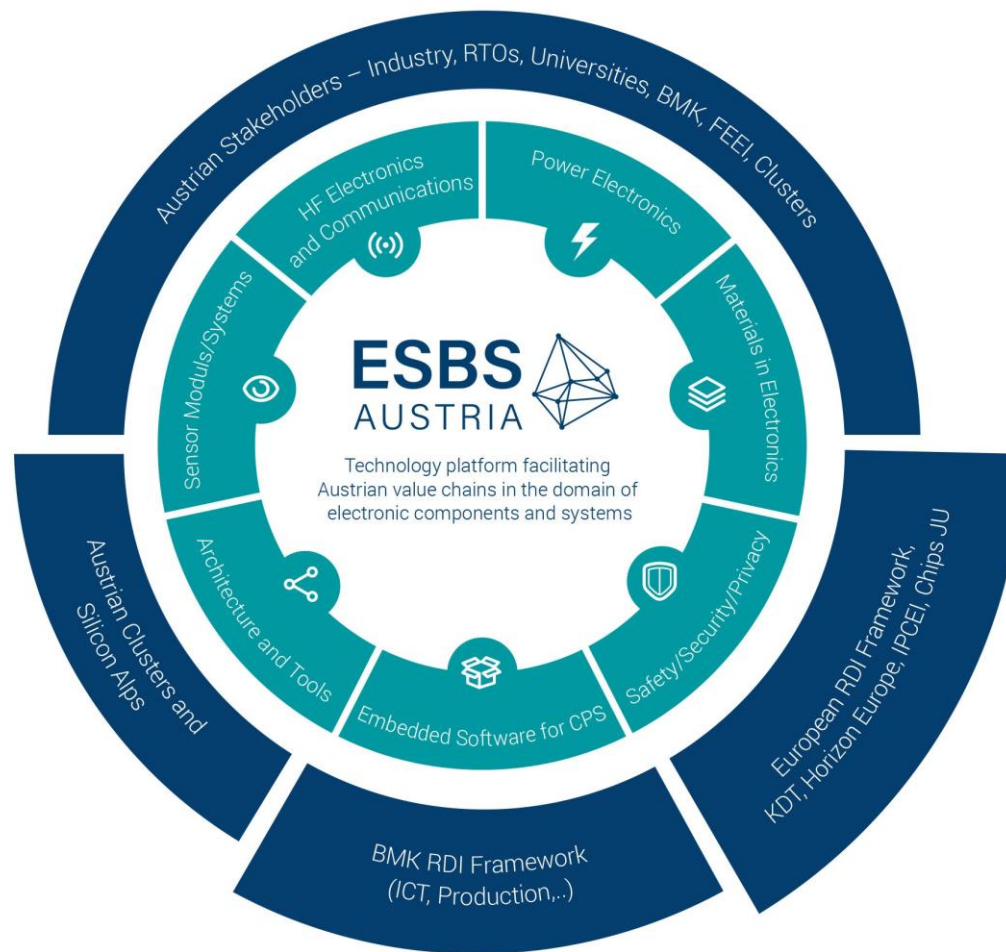 Austrian Stakeholders – Industry, RTOs, Universities, BMK, FEEI, Clusters
HF Electronics
and Communications
Power Electronics
Sensor Moduls/Systems
Materials in Electronics
ESBS
AUSTRIA
Technology platform facilitating
Austrian value chains in the domain of
electronic components and systems
Architecture and Tools
Safety/Security/Privacy
Embedded Software for CPS
Austrian Clusters and
Silicon Alps
European RDI Framework,
KDT, Horizon Europe, IPCEI, Chips JU
BMK RDI Framework
(ICT, Production,..)